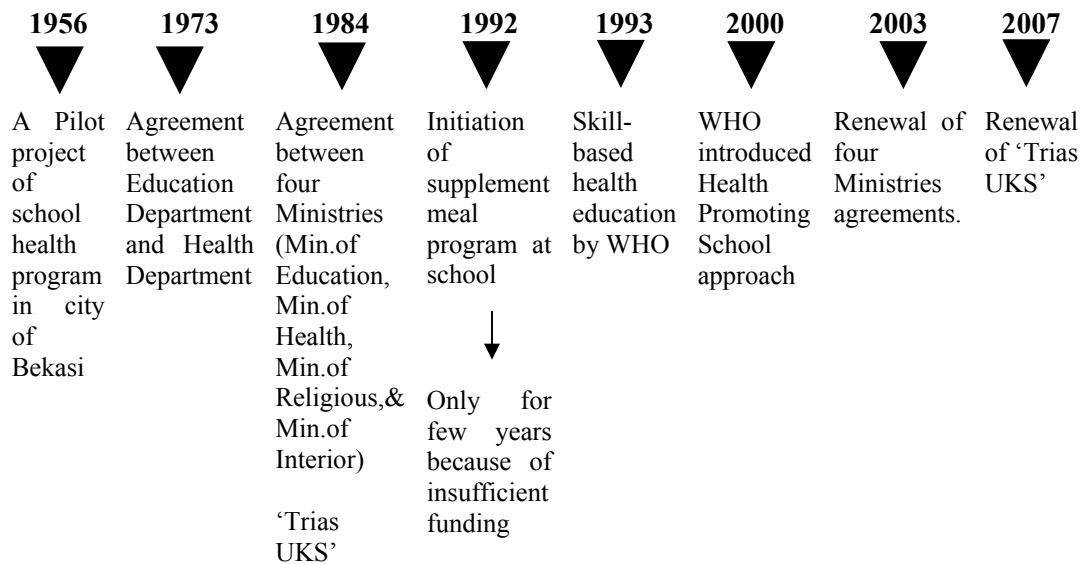 1956 1973 1984 1992 1993 2000 2003 2007
A Pilot
project
of
school
health
program
in city
of
Bekasi
Agreement
between
Education
Department
and Health
Department
Agreement
between
four
Ministries
(Min.of
Education,
Min.of
Health,
Min.of
Religious,&
Min.of
Interior)
‘Trias
UKS’
Initiation
of
supplement
meal
program at
school
Only for
few years
because of
insufficient
funding
Skill-
based
health
education
by WHO
WHO
introduced
Health
Promoting
School
approach
Renewal of
four
Ministries
agreements.
Renewal
of ‘Trias
UKS’